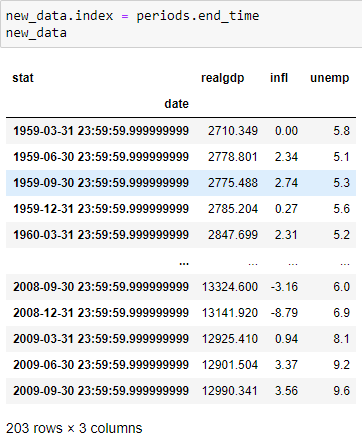 new_data.index = periods.end_time
new_data
stat realgdp infl unemp
date
1959-03-31 23:59:59.999999999 2710.349 0.00 5.8
1959-06-30 23:59:59.999999999 2778.801 2.34 5.1
1959-09-30 23:59:59.999999999 2775.488 2.74 5.3
1959-12-31 23:59:59.999999999 2785.204 0.27 5.6
1960-03-31 23:59:59.999999999 2847.699 2.31 5.2
... ... ... ...
2008-09-30 23:59:59.999999999 13324.600 -3.16 6.0
2008-12-31 23:59:59.999999999 13141.920 -8.79 6.9
2009-03-31 23:59:59.999999999 12925.410 0.94 8.1
2009-06-30 23:59:59.999999999 12901.504 3.37 9.2
2009-09-30 23:59:59.999999999 12990.341 3.56 9.6
203 rows × 3 columns